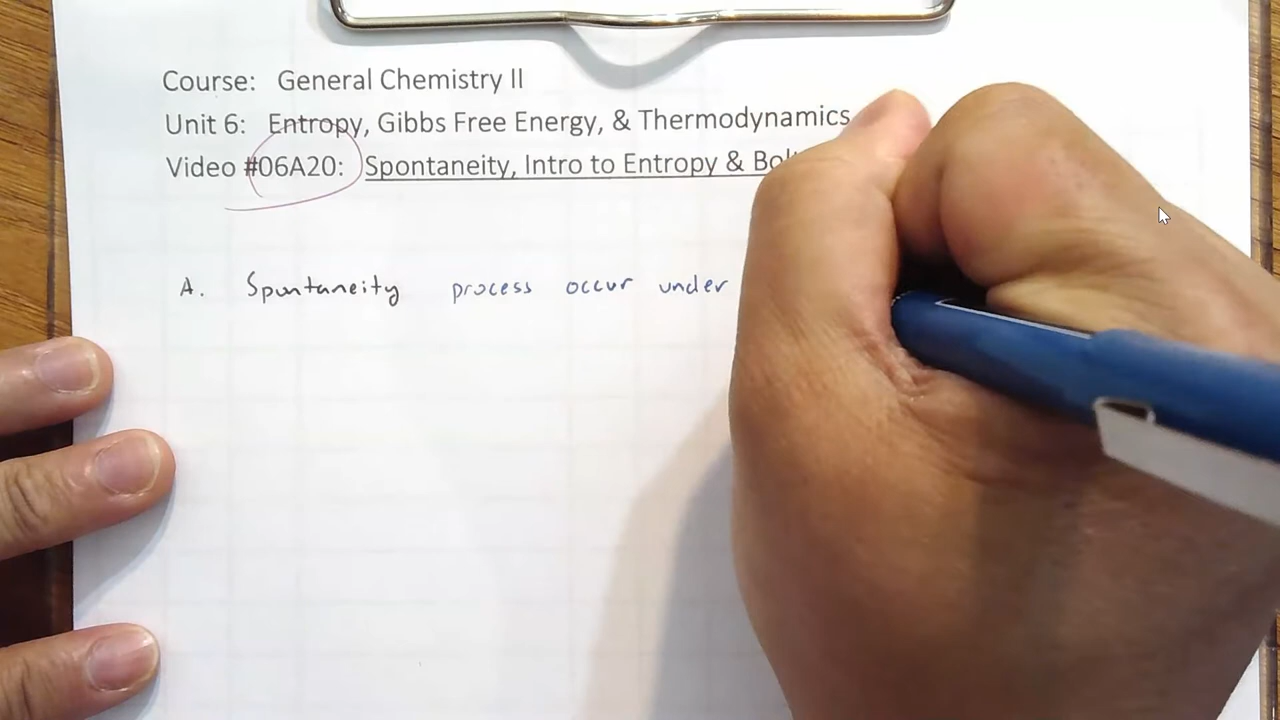 Course: General Chemistry II
Unit 6: Entropy, Gibbs Free Energy, & Thermodynamics
Video #06A20: Spontaneity, Intro to Entropy &
A. Spontaneity process occur under